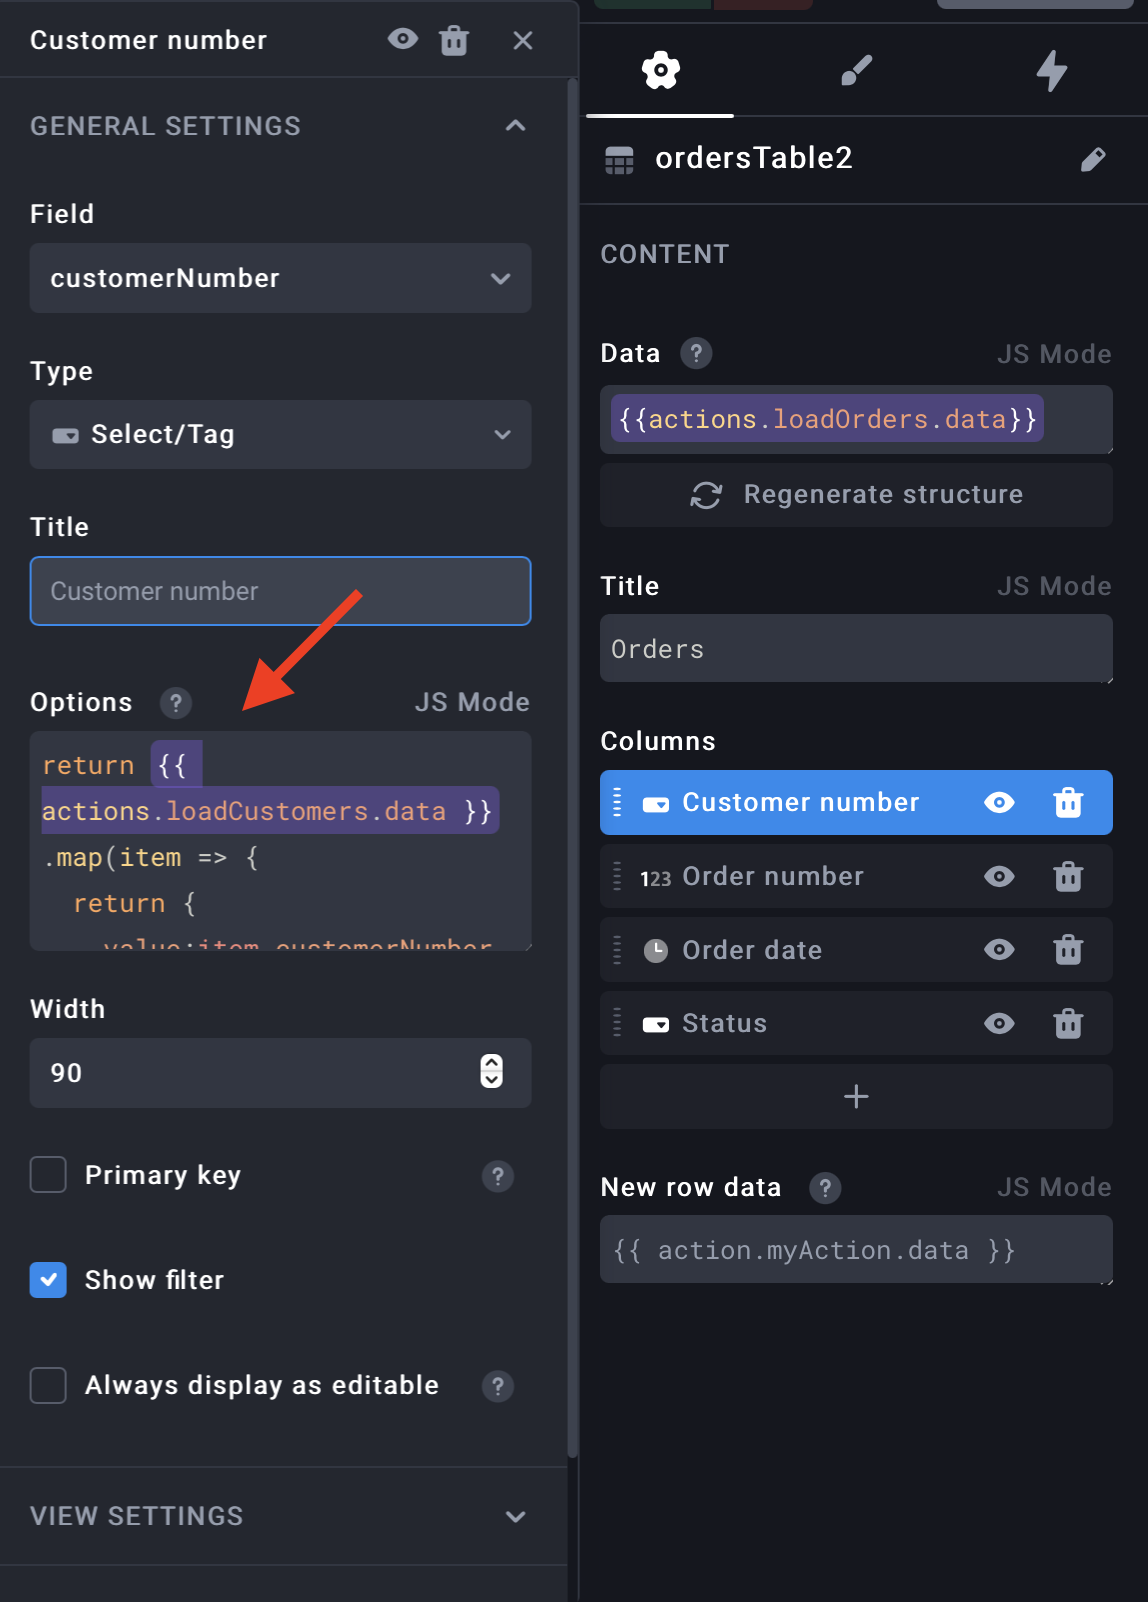 Customer number
GENERAL SETTINGS
Field
customerNumber
Type
Select/Tag
Title
Customer number
Options ? JS Mode
return {{
actions.loadCustomers.data }}
.map(item => {
return {
value:item.customerNumber
Width
90
Primary key ?
Show filter
Always display as editable ?
VIEW SETTINGS
ordersTable2
CONTENT
Data ? JS Mode
{{actions.loadOrders.data}}
Regenerate structure
Title JS Mode
Orders
Columns
Customer number
123 Order number
Order date
Status
New row data ? JS Mode
{{ action.myAction.data }}